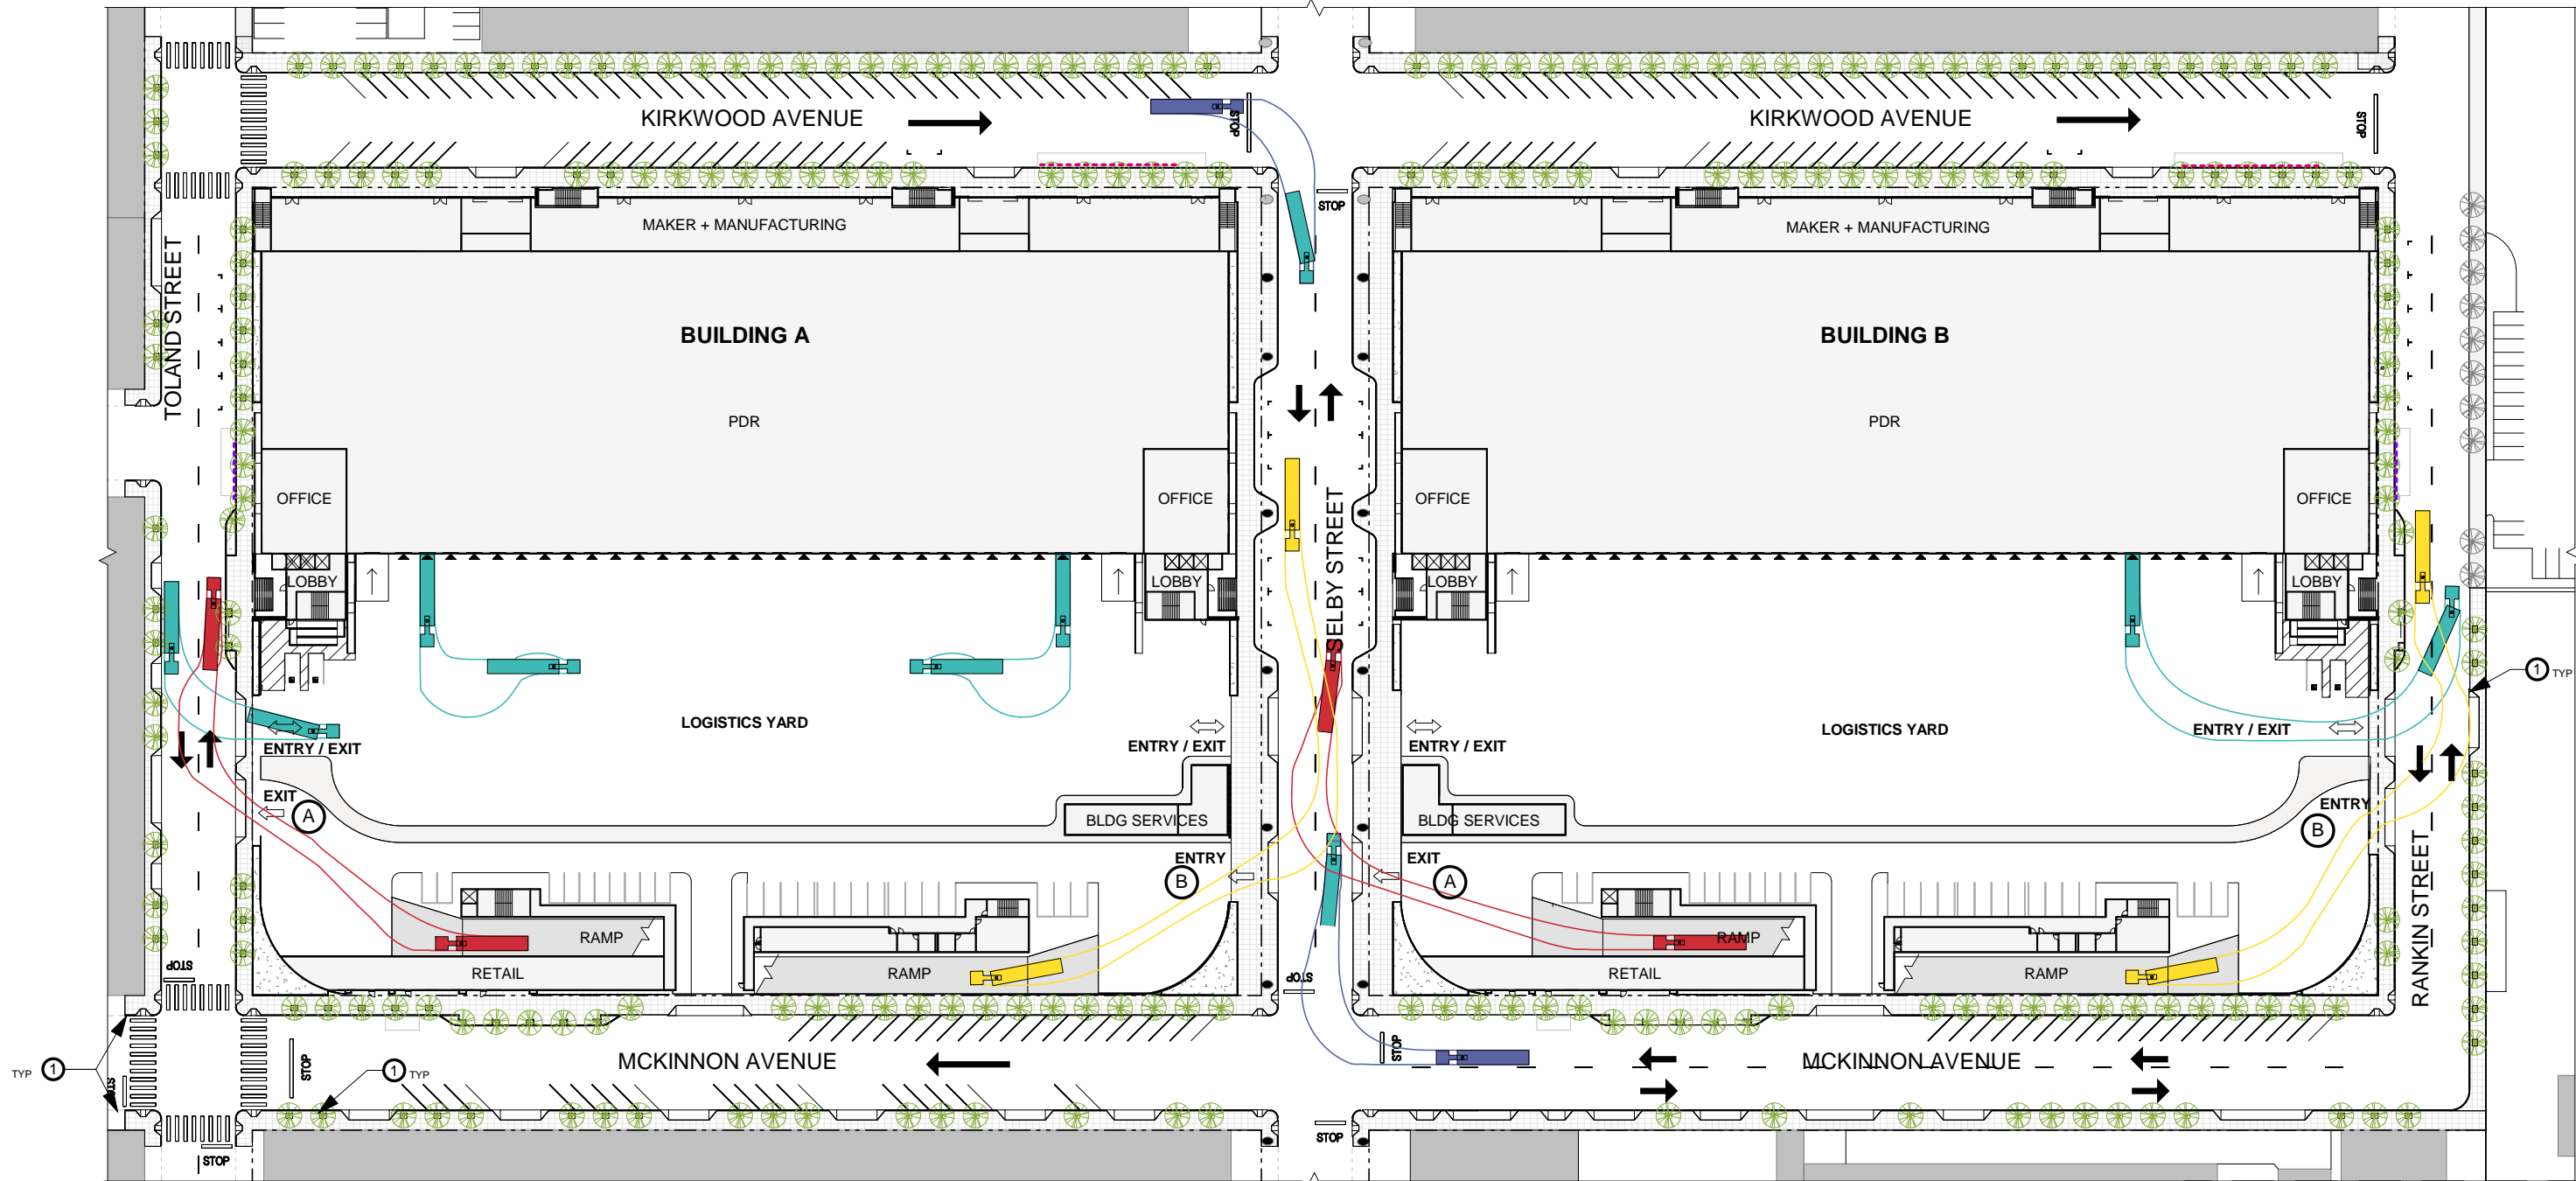 KIRKWOOD AVENUE
KIRKWOOD AVENUE
STOP
STOP
STOP
MAKER + MANUFACTURING
MAKER + MANUFACTURING
TOLAND STREET
BUILDING A
BUILDING B
PDR
PDR
OFFICE
OFFICE
OFFICE
OFFICE
SELBY STREET
LOBBY
LOBBY
LOBBY
LOBBY
1 TYP
LOGISTICS YARD
LOGISTICS YARD
ENTRY / EXIT
ENTRY / EXIT
ENTRY / EXIT
ENTRY / EXIT
EXIT
A
BLDG SERVICES
BLDG SERVICES
ENTRY
B
ENTRY
B
EXIT
A
RANKIN STREET
RAMP
RAMP
RETAIL
RAMP
RETAIL
RAMP
STOP
STOP
MCKINNON AVENUE
MCKINNON AVENUE
STOP
STOP
TYP 1
1 TYP
STOP
STOP
STOP